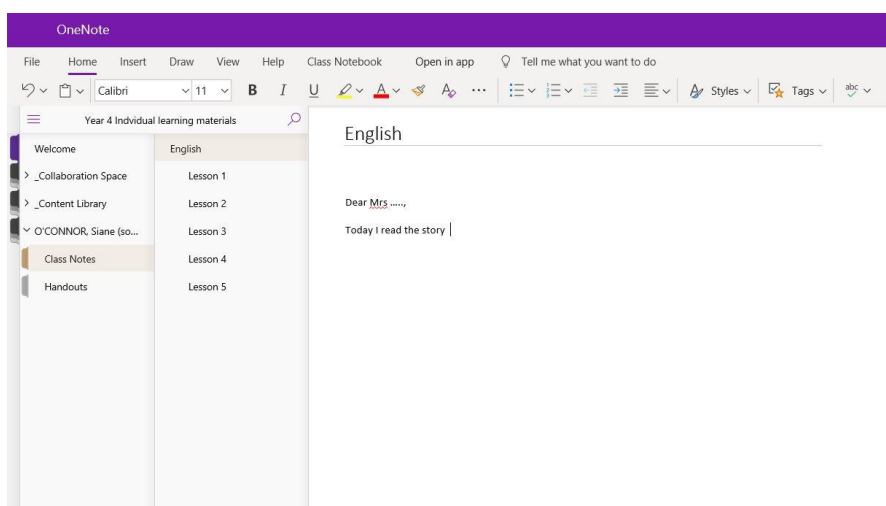 OneNote
File Home Insert Draw View Help Class Notebook Open in app Tell me what you want to do
Calibri 11 B I U A A Styles Tags abc
Year 4 Indvidual learning materials
Welcome
_Collaboration Space
_Content Library
O'CONNOR, Siane (so...
Class Notes
Handouts
English
Lesson 1
Lesson 2
Lesson 3
Lesson 4
Lesson 5
English
Dear Mrs .....,
Today I read the story